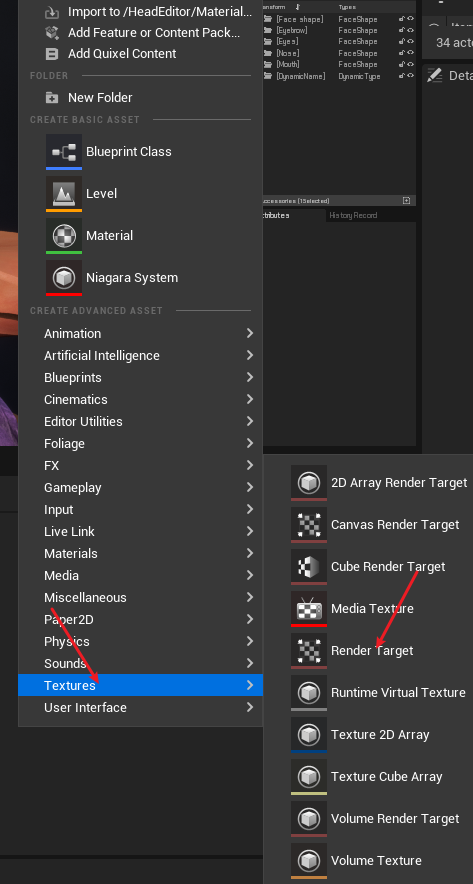 Import to /HeadEditor/Material...
Add Feature or Content Pack...
Add Quixel Content
FOLDER
New Folder
CREATE BASIC ASSET
Blueprint Class
Level
Material
Niagara System
CREATE ADVANCED ASSET
Animation
Artificial Intelligence
Blueprints
Cinematics
Editor Utilities
Foliage
FX
Gameplay
Input
Live Link
Materials
Media
Miscellaneous
Paper2D
Physics
Sounds
Textures
User Interface
Types
[Face shape] FaceShape
[Eyebrow] FaceShape
[Eyes] FaceShape
[Nose] FaceShape
[Mouth] FaceShape
[DynamicName] DynamicType
ccessories (1Selected)
tributes History Record
34 acto
Deta
2D Array Render Target
Canvas Render Target
Cube Render Target
Media Texture
Render Target
Runtime Virtual Texture
Texture 2D Array
Texture Cube Array
Volume Render Target
Volume Texture